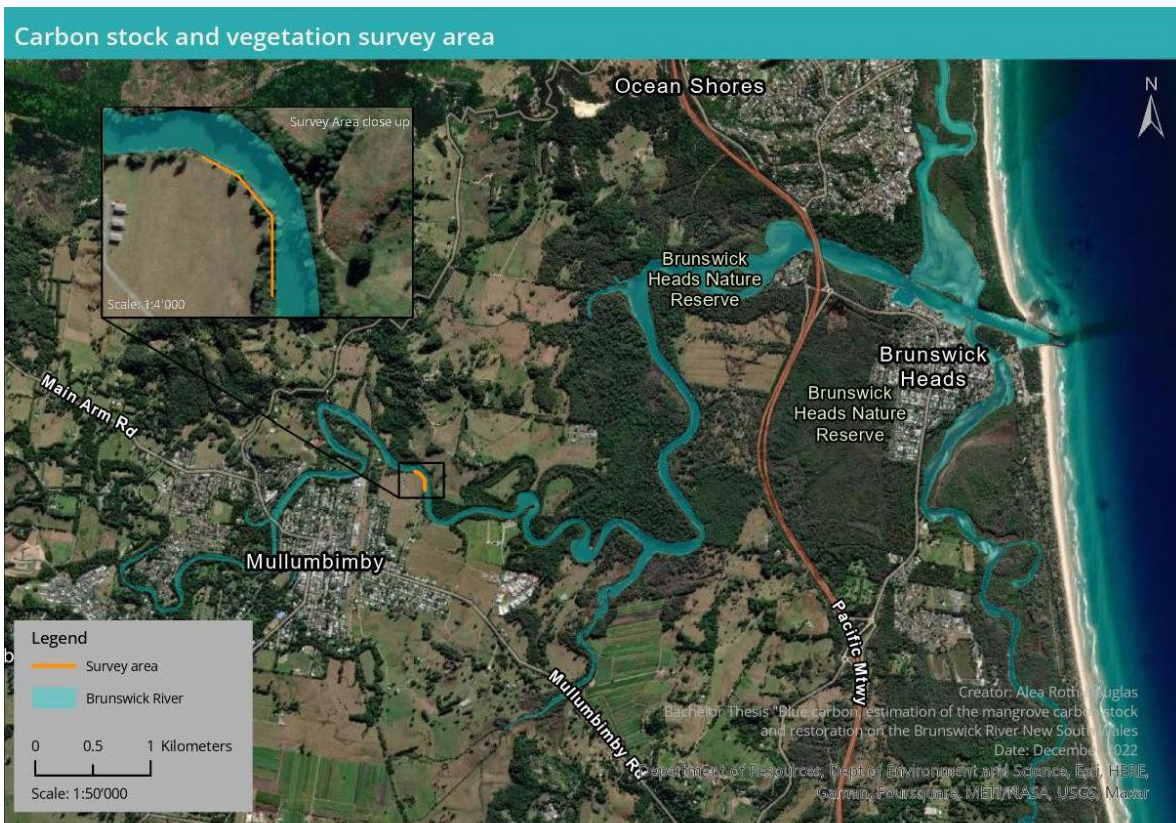 Carbon stock and vegetation survey area
Ocean Shores
N
Survey Area close up
Scale: 1:4'000
Brunswick
Heads Nature
Reserve
Brunswick
Heads
Brunswick
Heads Nature
Reserve
Main Arm Rd
Mullumbimby
Pacific Mtwy
Mullumbimby Rd
b
Legend
Survey area
Brunswick River
0 0.5 1 Kilometers
Scale: 1:50'000
Creator: Alea Roth
Bachelor Thesis "Blue carbon, estimation of the mangrove carbon stock
and restoration on the Brunswick River New South Wales
Date: December 2022
Department of Resources, Dept of Environment and Science, Esri, HERE,
Garmin, Foursquare, METI/NASA, USGS, Maxar